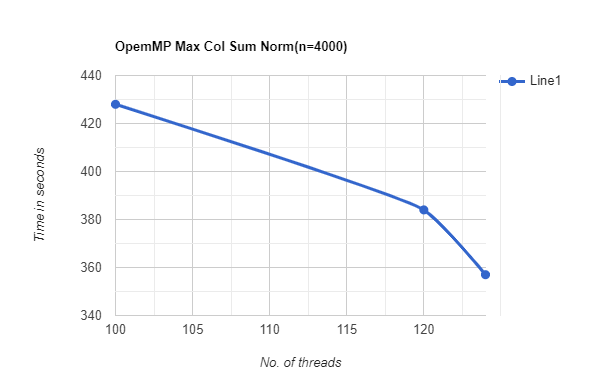 OpemMP Max Col Sum Norm(n=4000)
Line1
440
420
400
380
360
340
Time in seconds
100 105 110 115 120
No. of threads